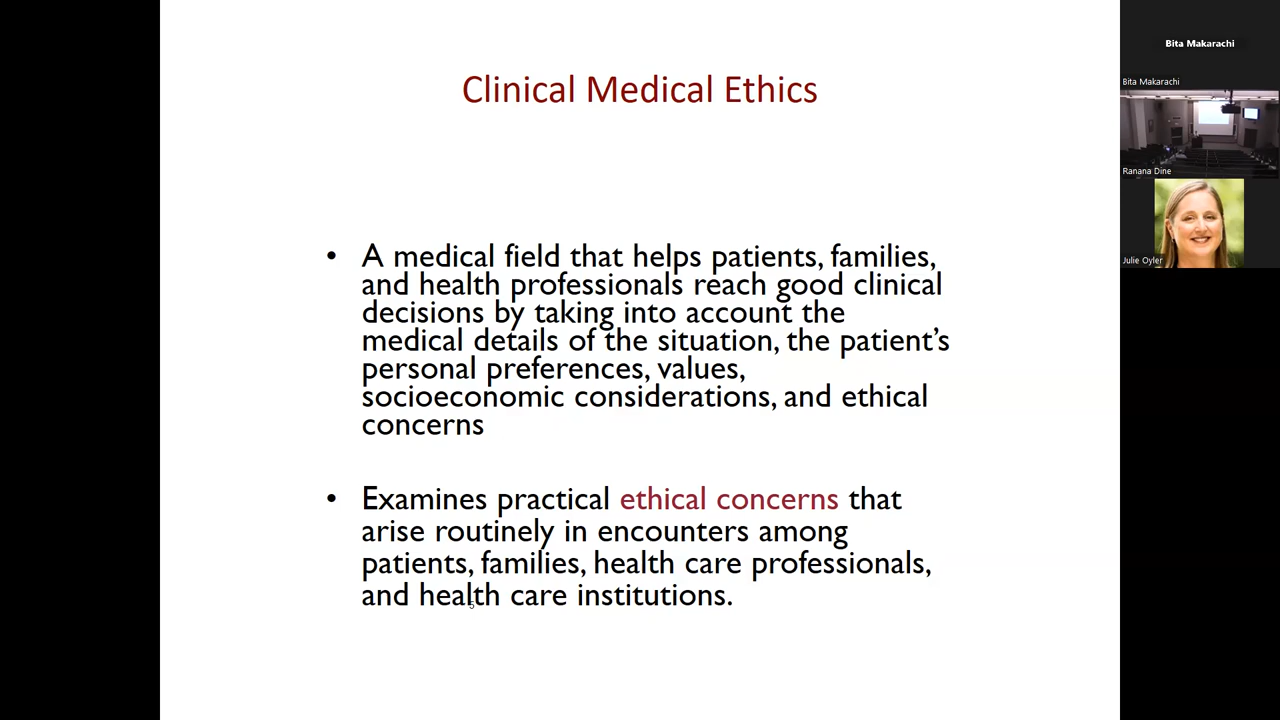 Clinical Medical Ethics
• A medical field that helps patients, families,
and health professionals reach good clinical
decisions by taking into account the
medical details of the situation, the patient’s
personal preferences, values,
socioeconomic considerations, and ethical
concerns
• Examines practical ethical concerns that
arise routinely in encounters among
patients, families, health care professionals,
and health care institutions.
5
Bita Makarachi
Bita Makarachi
Ranana Dine
Julie Oyler